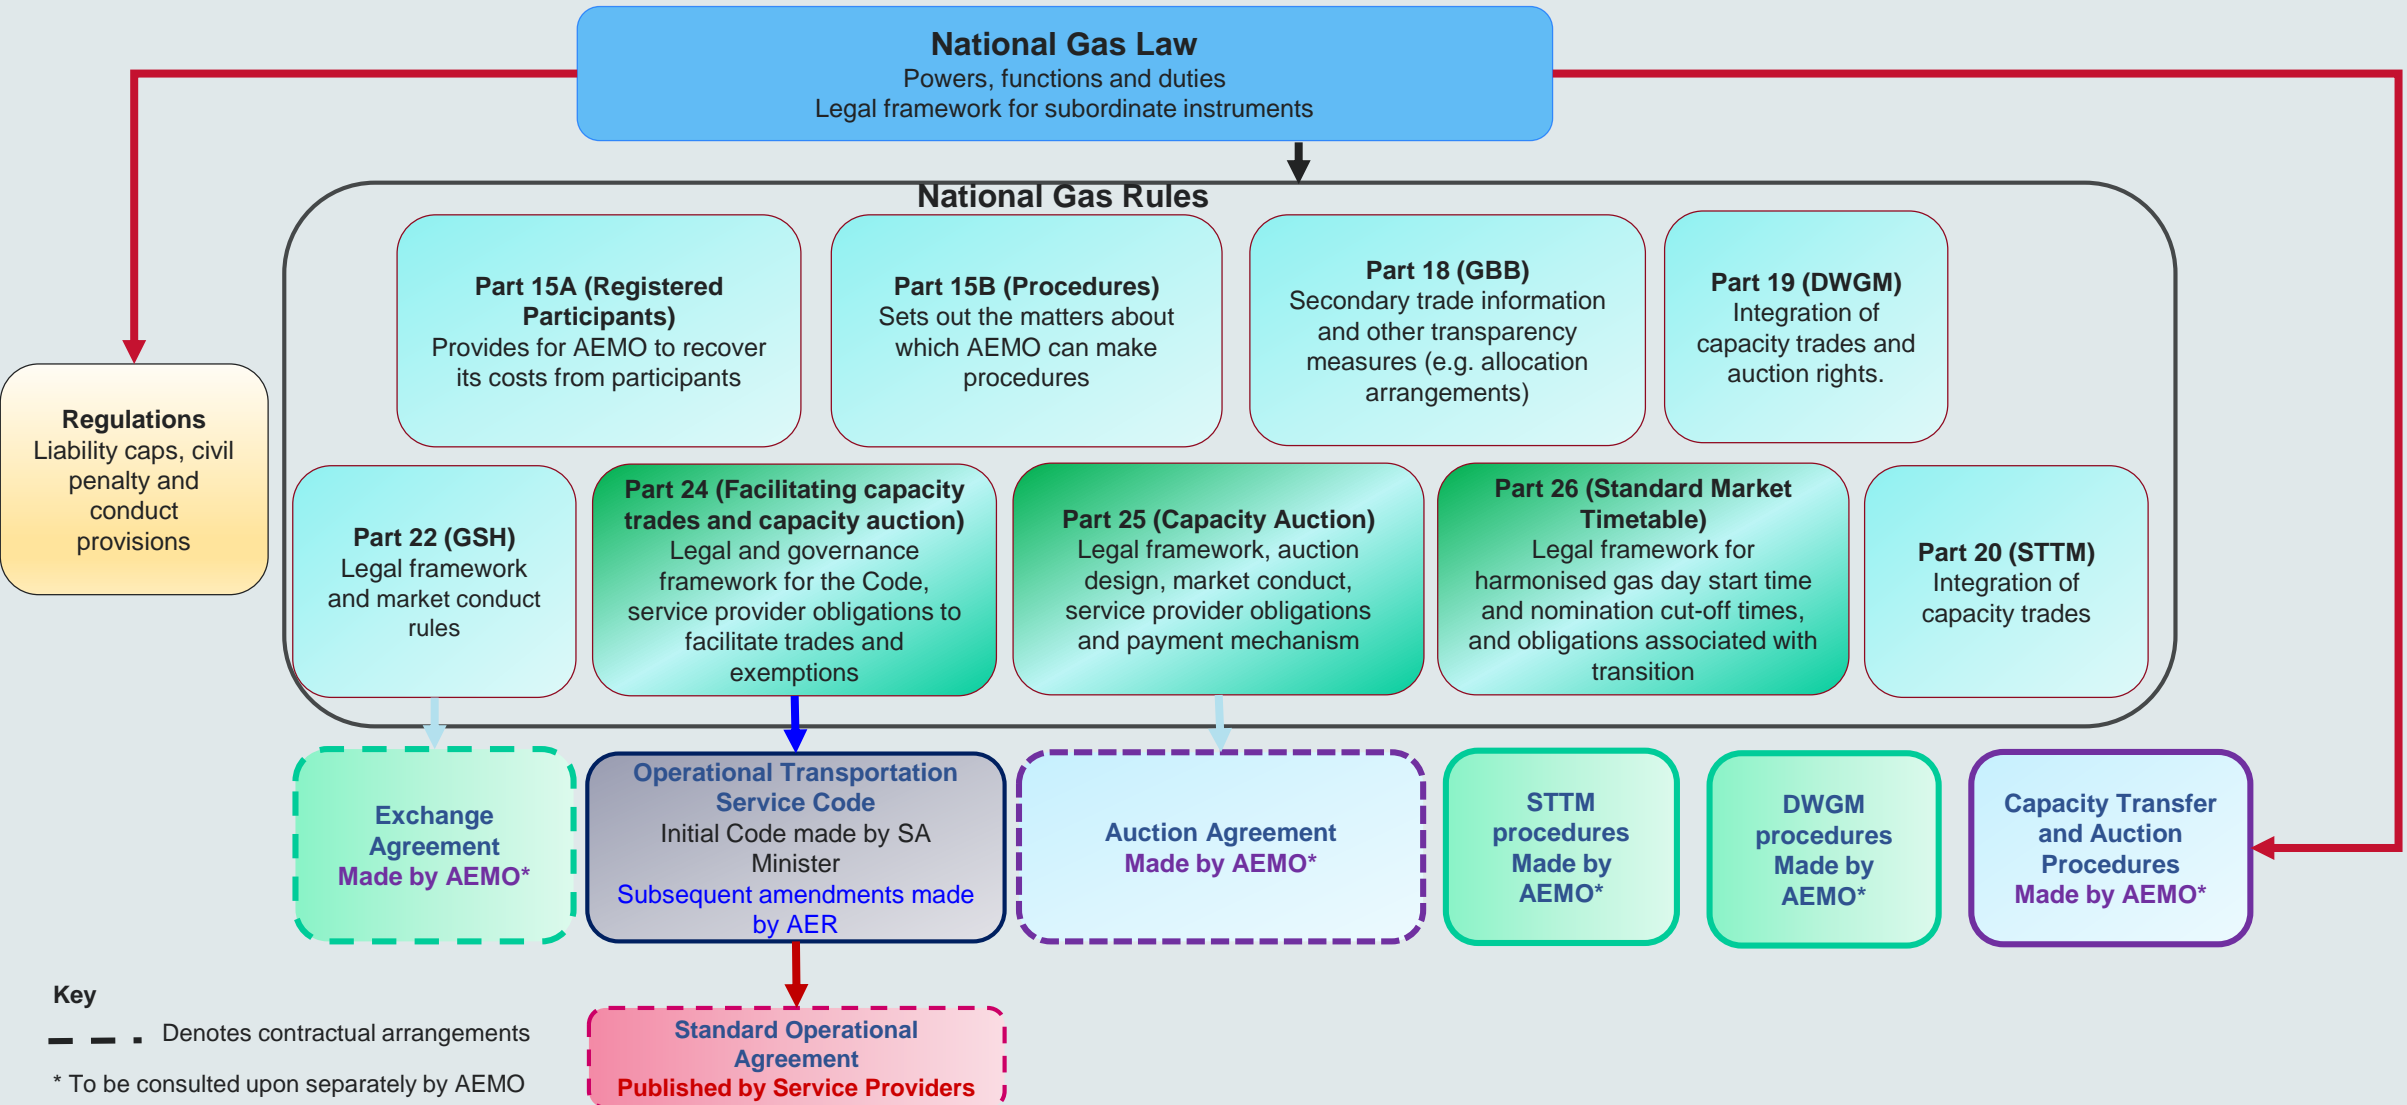 National Gas Law
Powers, functions and duties
Legal framework for subordinate instruments
National Gas Rules
Part 15A (Registered
Participants)
Provides for AEMO to recover
its costs from participants
Part 15B (Procedures)
Sets out the matters about
which AEMO can make
procedures
Part 18 (GBB)
Secondary trade information
and other transparency
measures (e.g. allocation
arrangements)
Part 19 (DWGM)
Integration of
capacity trades and
auction rights.
Regulations
Liability caps, civil
penalty and
conduct
provisions
Part 22 (GSH)
Legal framework
and market conduct
rules
Part 24 (Facilitating capacity
trades and capacity auction)
Legal and governance
framework for the Code,
service provider obligations to
facilitate trades and
exemptions
Part 25 (Capacity Auction)
Legal framework, auction
design, market conduct,
service provider obligations
and payment mechanism
Part 26 (Standard Market
Timetable)
Legal framework for
harmonised gas day start time
and nomination cut-off times,
and obligations associated with
transition
Part 20 (STTM)
Integration of
capacity trades
Exchange
Agreement
Made by AEMO*
Operational Transportation
Service Code
Initial Code made by SA
Minister
Subsequent amendments made
by AER
Auction Agreement
Made by AEMO*
STTM
procedures
Made by
AEMO*
DWGM
procedures
Made by
AEMO*
Capacity Transfer
and Auction
Procedures
Made by AEMO*
Key
Denotes contractual arrangements
* To be consulted upon separately by AEMO
Standard Operational
Agreement
Published by Service Providers